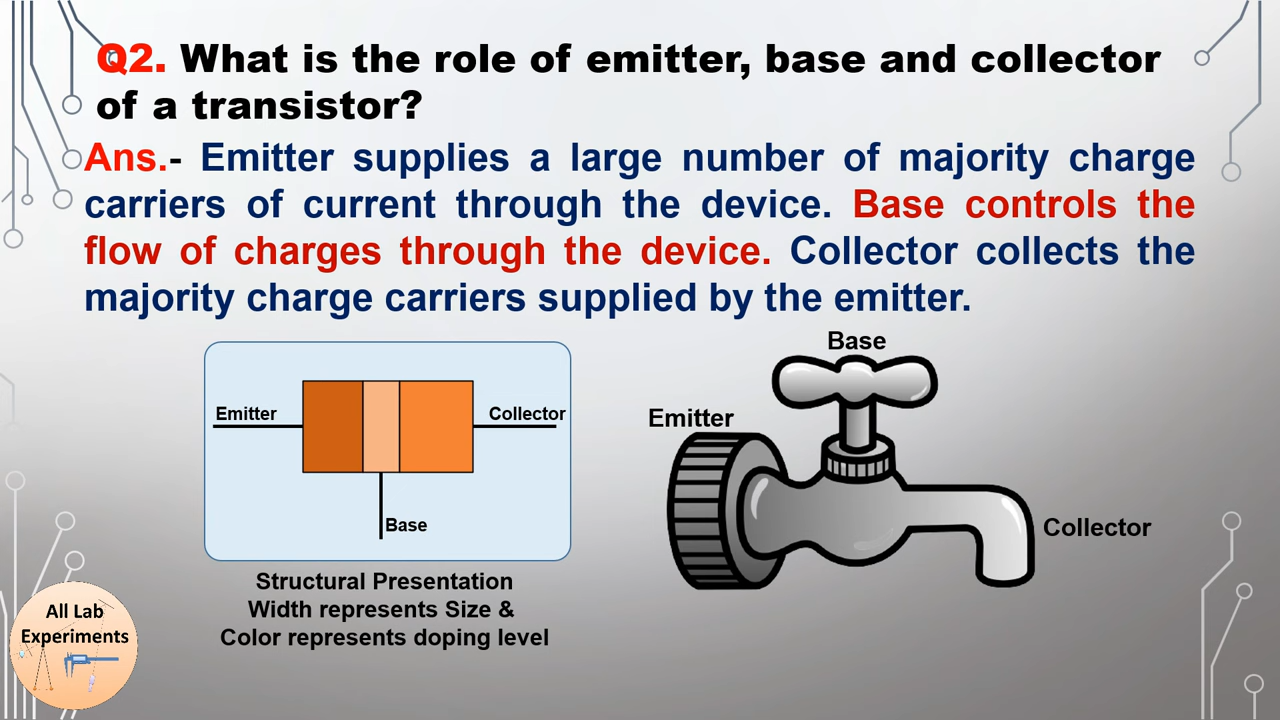 Q2. What is the role of emitter, base and collector
of a transistor?
Ans.- Emitter supplies a large number of majority charge
carriers of current through the device. Base controls the
flow of charges through the device. Collector collects the
majority charge carriers supplied by the emitter.
Emitter
Collector
Base
Structural Presentation
Width represents Size &
Color represents doping level
Base
Emitter
Collector
All Lab
Experiments